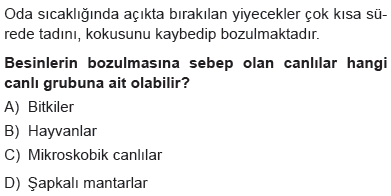 Oda sıcaklığında açıkta bırakılan yiyecekler çok kısa sü-
rede tadını, kokusunu kaybedip bozulmaktadır.
Besinlerin bozulmasına sebep olan canlılar hangi
canlı grubuna ait olabilir?
A) Bitkiler
B) Hayvanlar
C) Mikroskobik canlılar
D) Şapkalı mantarlar